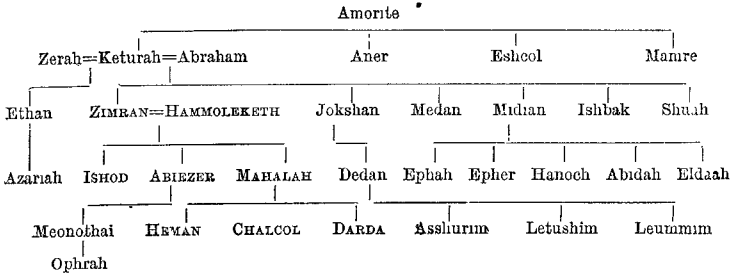 Amorite
Zerah=Keturah=Abraham Aner Eshcol Mamre
Ethan ZIMRAN=HAMMOLEKETH Jokshan Medan Midian Ishbak Shuah
Azariah ISHOD ABIEZER MAHALAH Dedan Ephah Epher Hanoch Abidah Eldaah
Meonothai HEMAN CHALCOL DARDA Asshurim Letushim Leummim
Ophrah